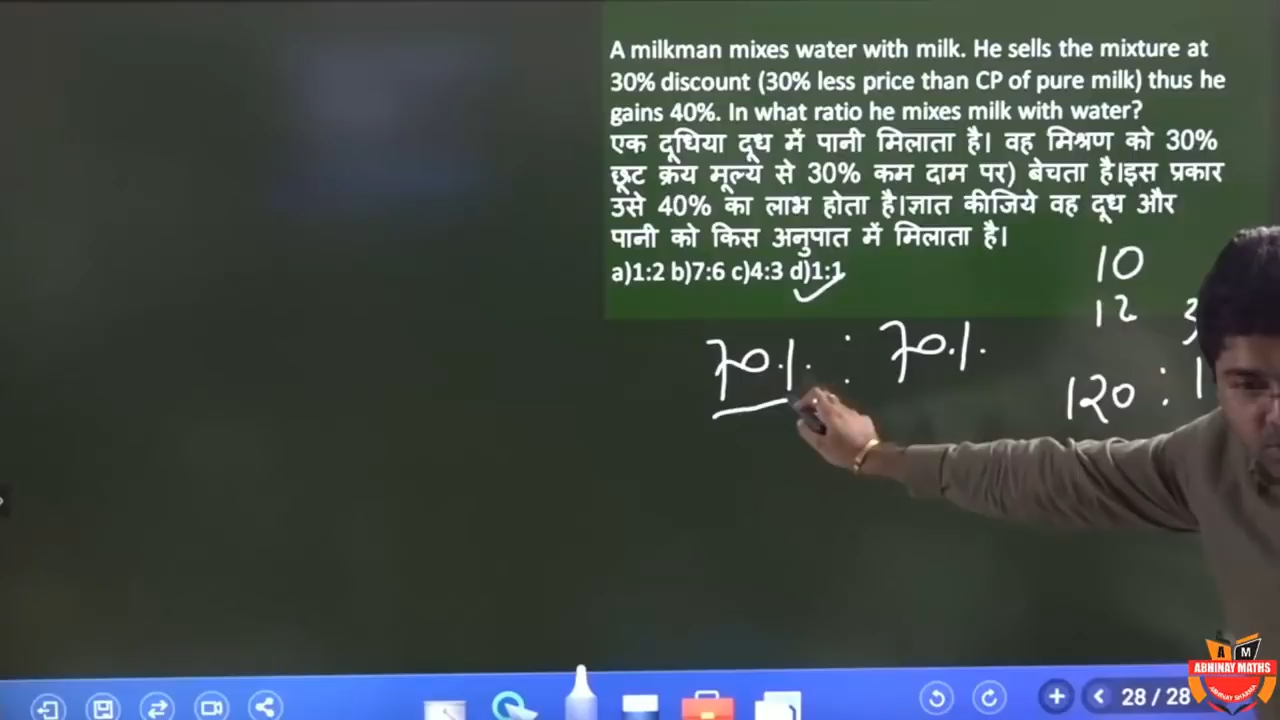 A milkman mixes water with milk. He sells the mixture at
30% discount (30% less price than CP of pure milk) thus he
gains 40%. In what ratio he mixes milk with water?
एक दूधिया दूध में पानी मिलाता है। वह मिश्रण को 30%
छूट क्रय मूल्य से 30% कम दाम पर) बेचता है।इस प्रकार
उसे 40% का लाभ होता है।ज्ञात कीजिये वह दूध और
पानी को किस अनुपात में मिलाता है।
a)1:2 b)7:6 c)4:3 d)1:1
10
12 3
70% : 70%
120 : 1
A M
ABHINAY MATHS
ABHINAY SHARMA
28 / 28